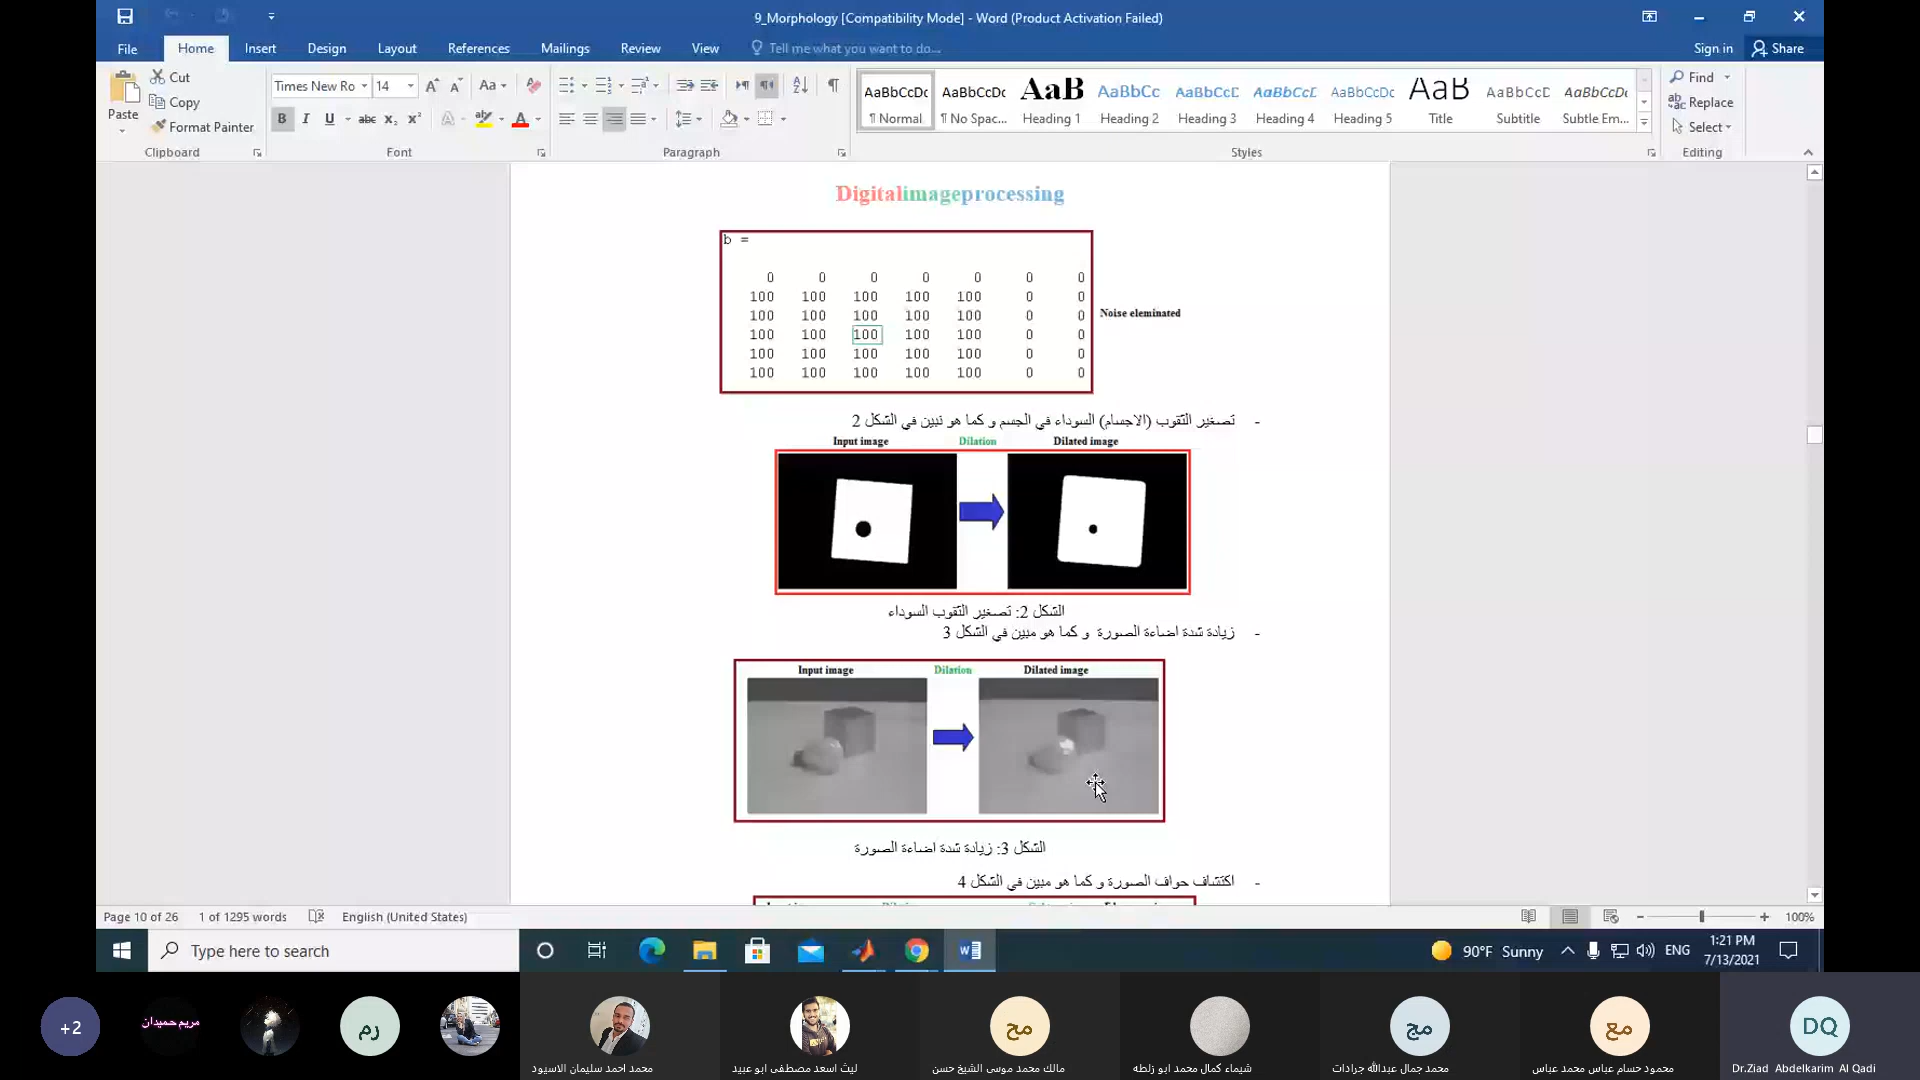 9_Morphology [Compatibility Mode] - Word (Product Activation Failed)
File Home Insert Design Layout References Mailings Review View Tell me what you want to do... Sign in Share
Paste Cut Copy Format Painter
Times New Ro 14 Aa
B I U abc x₂ x² A
AaBbCcDc AaBbCcDc AaB AaBbCc AaBbCcD AaBbCcD AaBbCcDc AaB AaBbCcD AaBbCcDc
¶ Normal ¶ No Spac... Heading 1 Heading 2 Heading 3 Heading 4 Heading 5 Title Subtitle Subtle Em...
Find
Replace
Select
Clipboard Font Paragraph Styles Editing
Digitalimageprocessing
b =
0 0 0 0 0 0 0
100 100 100 100 100 0 0
100 100 100 100 100 0 0
100 100 100 100 100 0 0
100 100 100 100 100 0 0
100 100 100 100 100 0 0
Noise eleminated
- تصغير الثقوب (الاجسام) السوداء في الجسم و كما هو تبين في الشكل 2
Input image Dilation Dilated image
الشكل 2: تصغير الثقوب السوداء
- زيادة شدة اضاءة الصورة و كما هو مبين في الشكل 3
Input image Dilation Dilated image
الشكل 3: زيادة شدة اضاءة الصورة
- اكتشاف حواف الصورة و كما هو مبين في الشكل 4
Page 10 of 26 1 of 1295 words English (United States) 100%
Type here to search
90°F Sunny ENG
1:21 PM
7/13/2021
+2
مريم حميدان
رم
مح
مج
مع
DQ
محمد احمد سليمان الاسيود
ليث اسعد مصطفى ابو عبيد
مالك محمد موسى الشيخ حسن
شيماء كمال محمد ابو زلطه
محمد جمال عبدالله جرادات
محمود حسام عباس محمد عباس
Dr.Ziad Abdelkarim Al Qadi